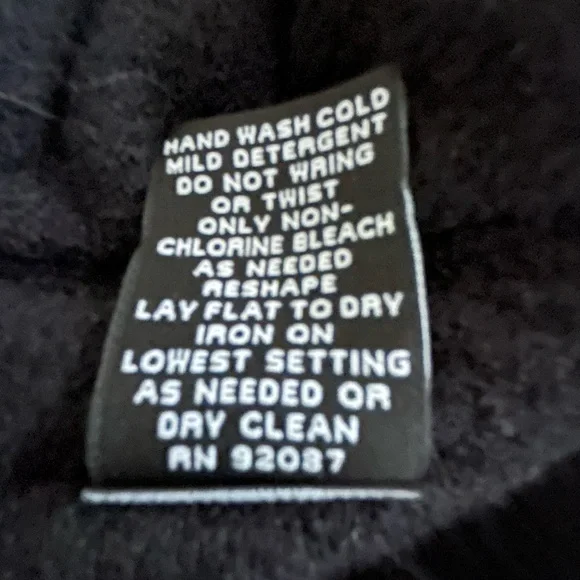 HAND WASH COLD
MILD DETERGENT
DO NOT WRING
OR TWIST
ONLY NON-
CHLORINE BLEACH
AS NEEDED
RESHAPE
LAY FLAT TO DRY
IRON ON
LOWEST SETTING
AS NEEDED OR
DRY CLEAN
RN 92087